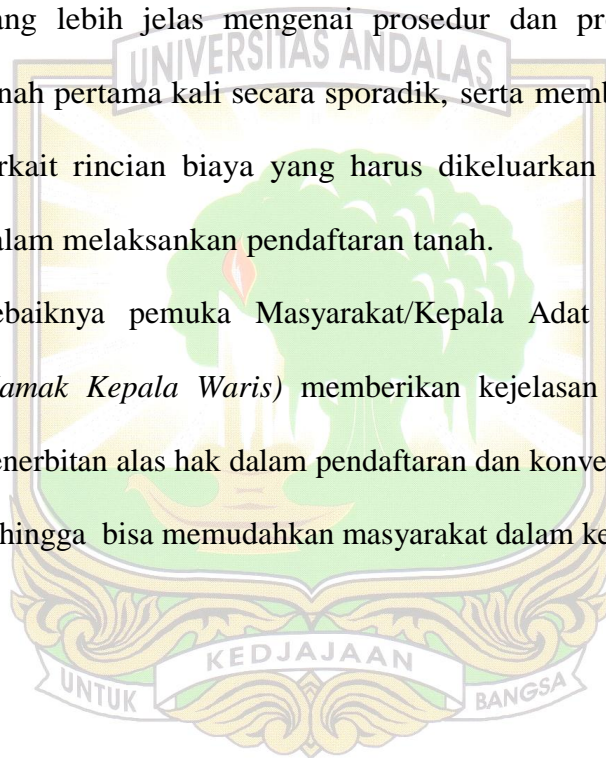 ang lebih jelas mengenai prosedur dan pr
UNIVERSITAS ANDALAS
nah pertama kali secara sporadik, serta memb
rkait rincian biaya yang harus dikeluarkan
alam melaksankan pendaftaran tanah.
ebaiknya pemuka Masyarakat/Kepala Adat
amak Kepala Waris) memberikan kejelasan
enerbitan alas hak dalam pendaftaran dan konve
hingga bisa memudahkan masyarakat dalam ke
UNTUK KEDJAJAAN BANGSA